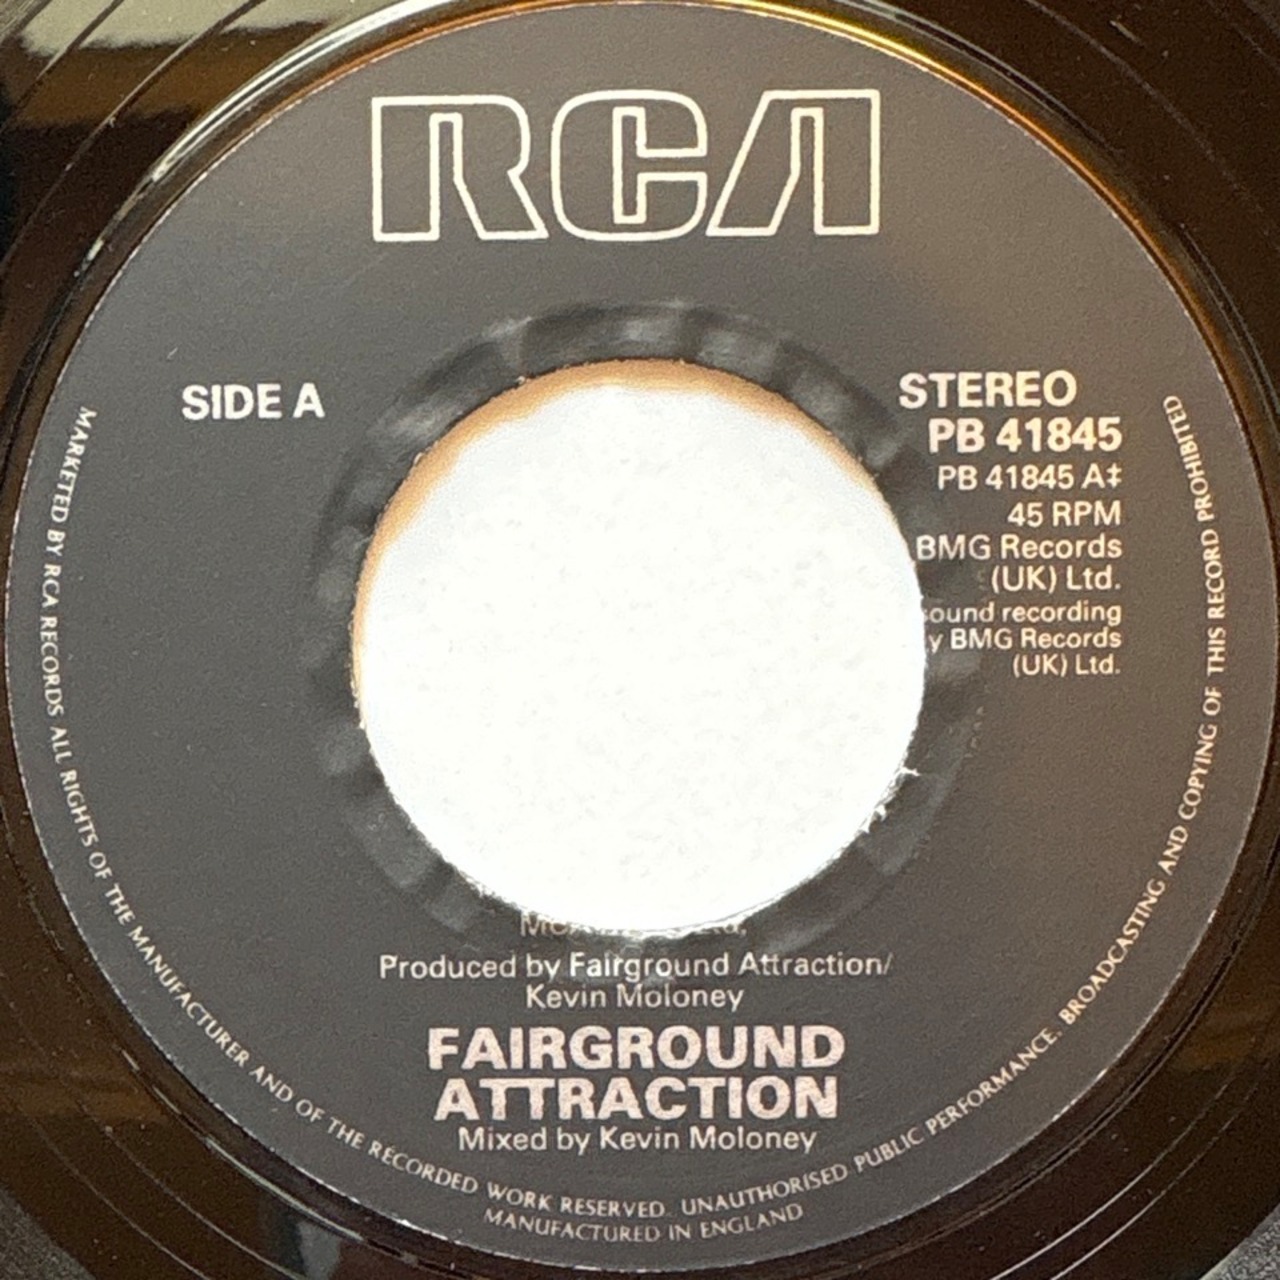 RCA
SIDE A
STEREO
PB 41845
PB 41845 A‡
45 RPM
BMG Records
(UK) Ltd.
sound recording
y BMG Records
(UK) Ltd.
Produced by Fairground Attraction/
Kevin Moloney
FAIRGROUND
ATTRACTION
Mixed by Kevin Moloney
MARKETED BY RCA RECORDS ALL RIGHTS OF THE MANUFACTURER AND OF THE RECORDED WORK RESERVED. UNAUTHORISED PUBLIC PERFORMANCE, BROADCASTING AND COPYING OF THIS RECORD PROHIBITED
MANUFACTURED IN ENGLAND